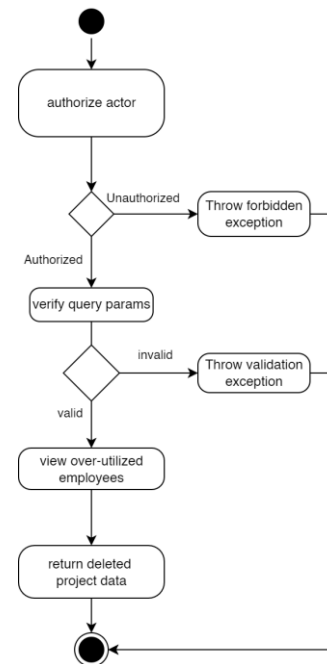 authorize actor
Unauthorized
Throw forbidden
exception
Authorized
verify query params
invalid
Throw validation
exception
valid
view over-utilized
employees
return deleted
project data